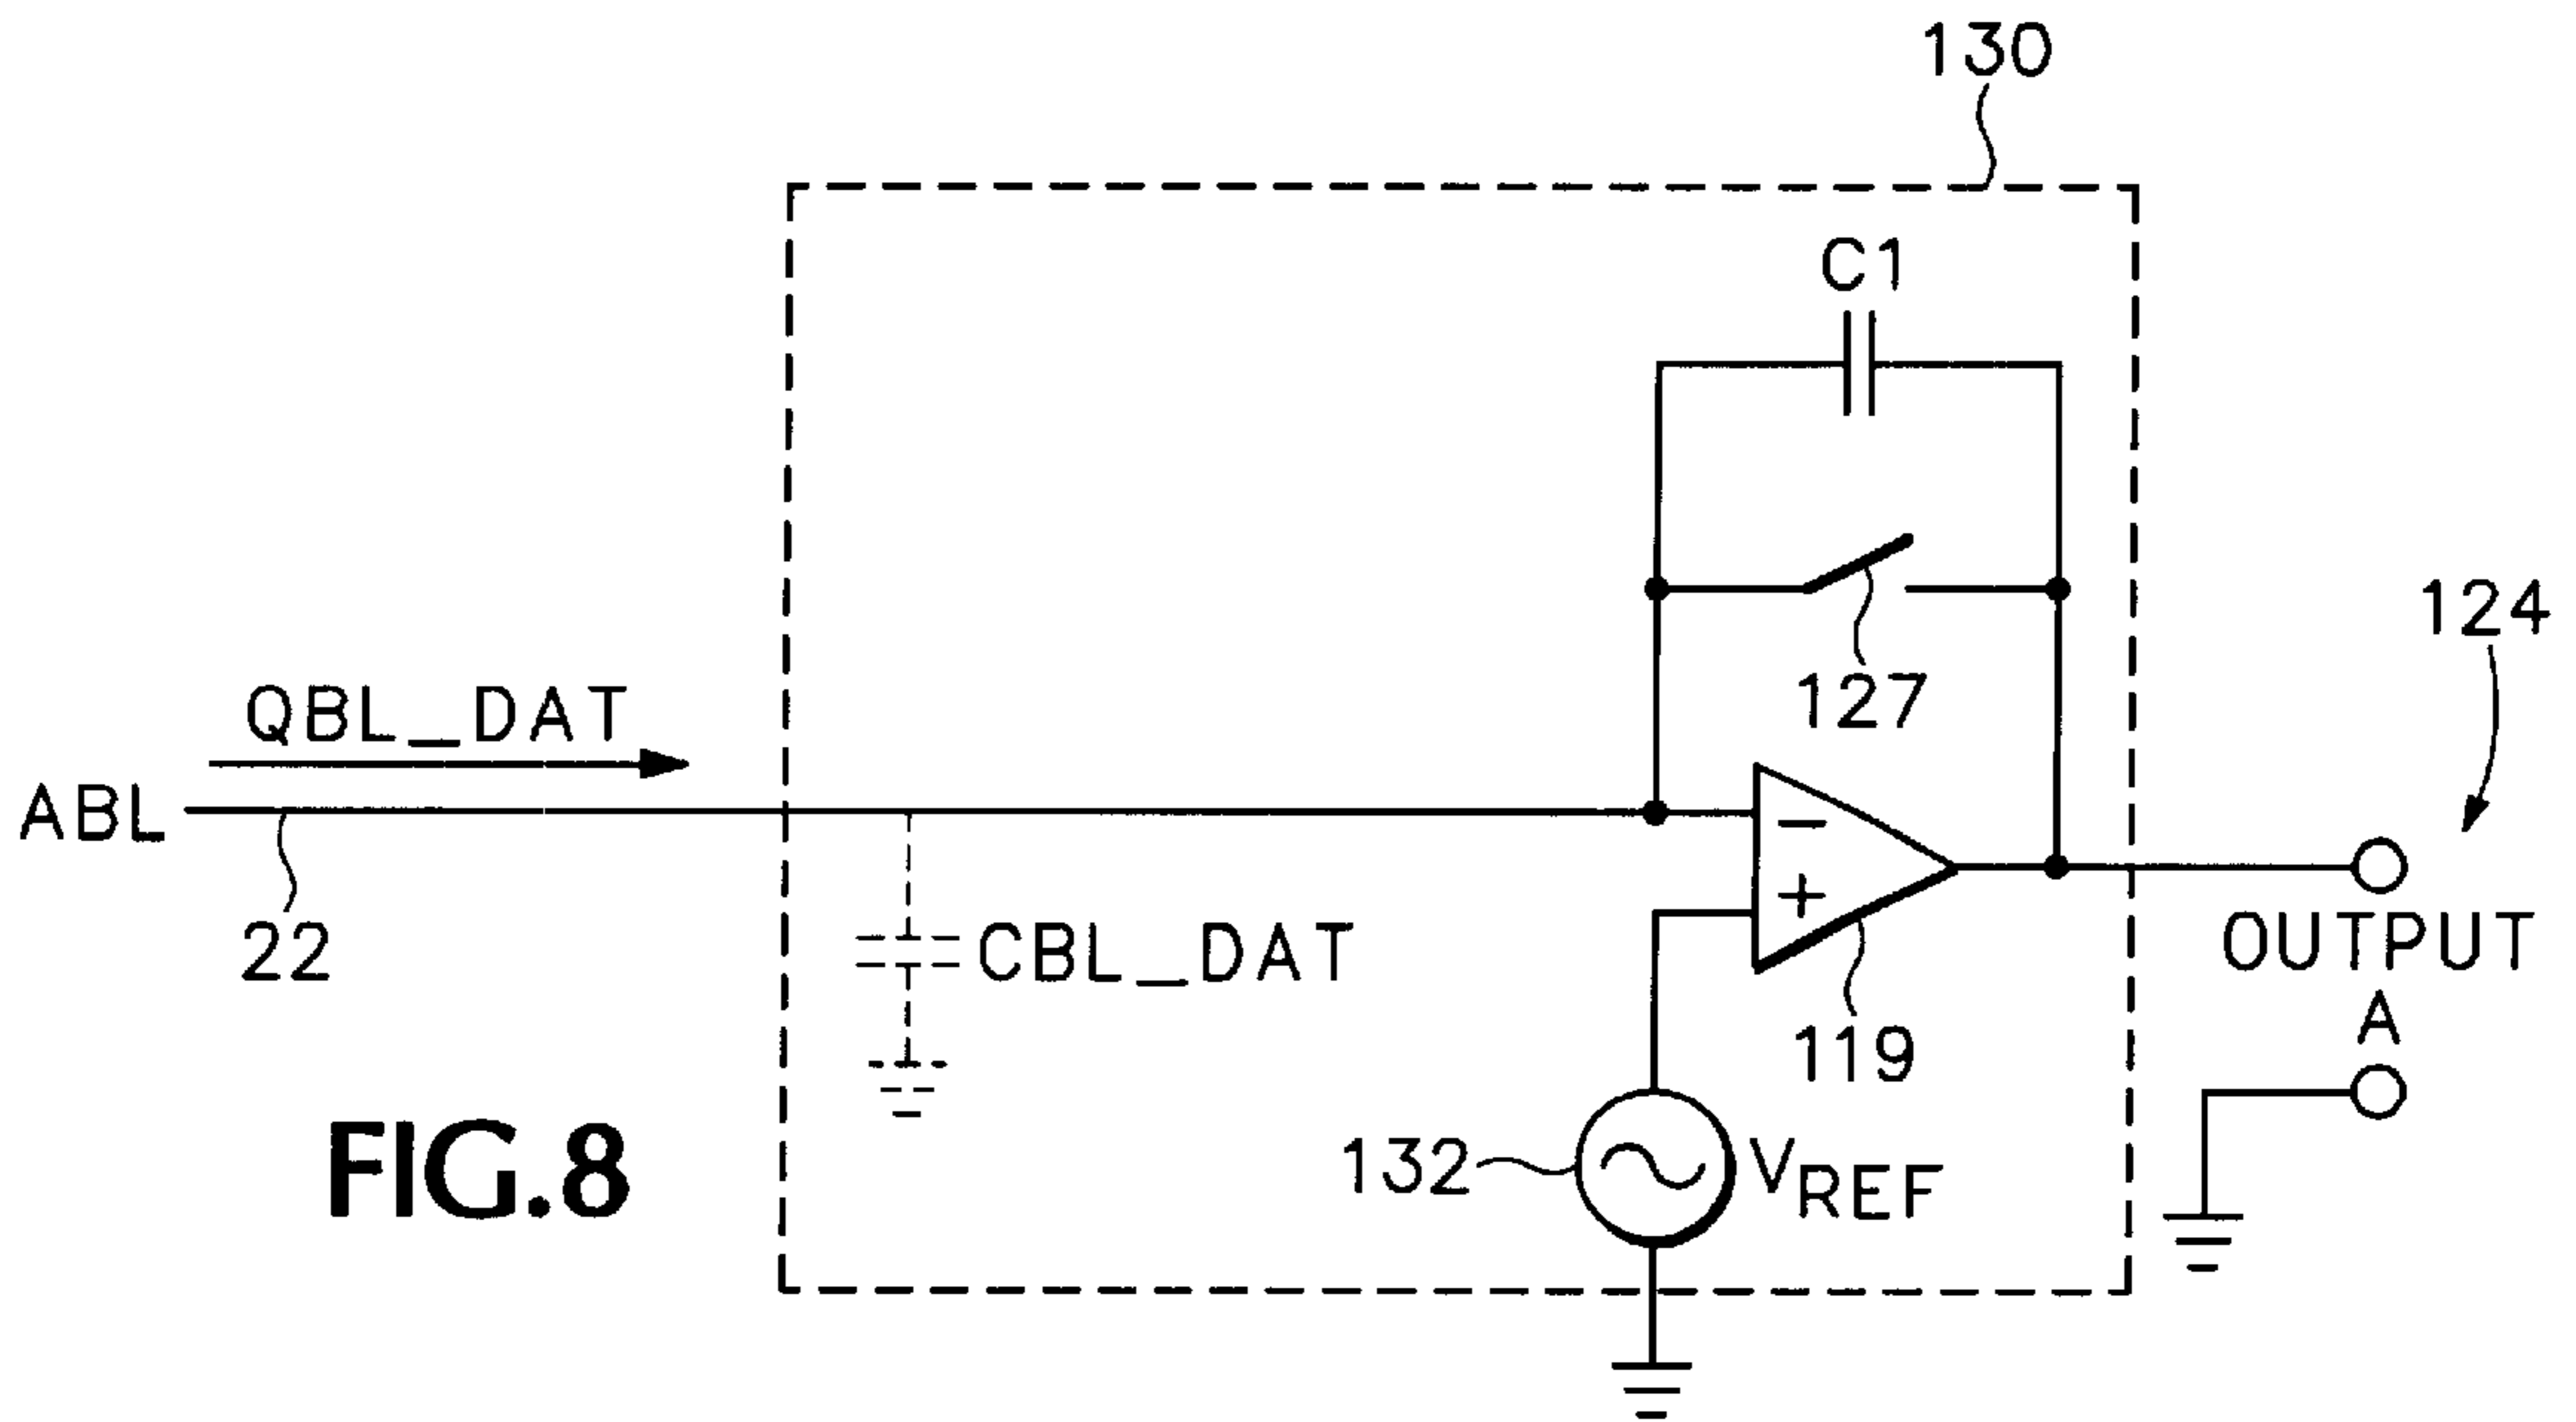 130
C1
124
127
QBL_DAT
ABL
−
+
22
CBL_DAT
OUTPUT
A
119
FIG.8
132
VREF